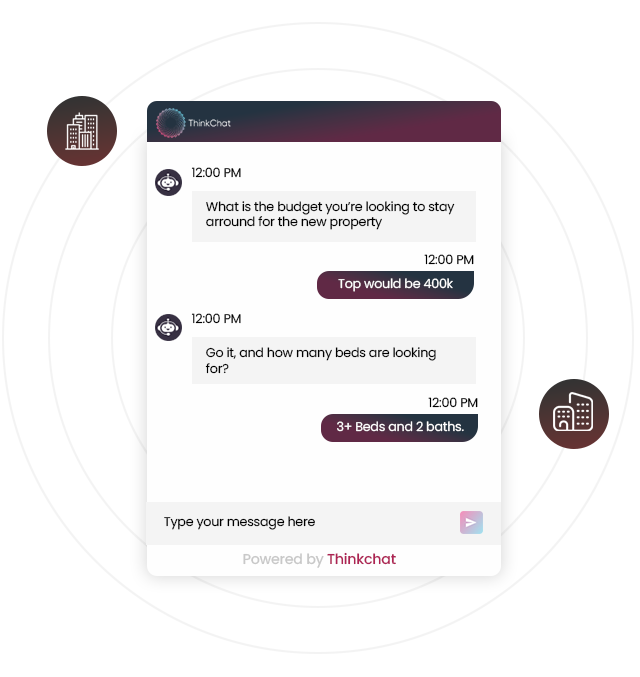 ThinkChat
12:00 PM
What is the budget you’re looking to stay
arround for the new property
12:00 PM
Top would be 400k
12:00 PM
Go it, and how many beds are looking
for?
12:00 PM
3+ Beds and 2 baths.
Type your message here
Powered by Thinkchat